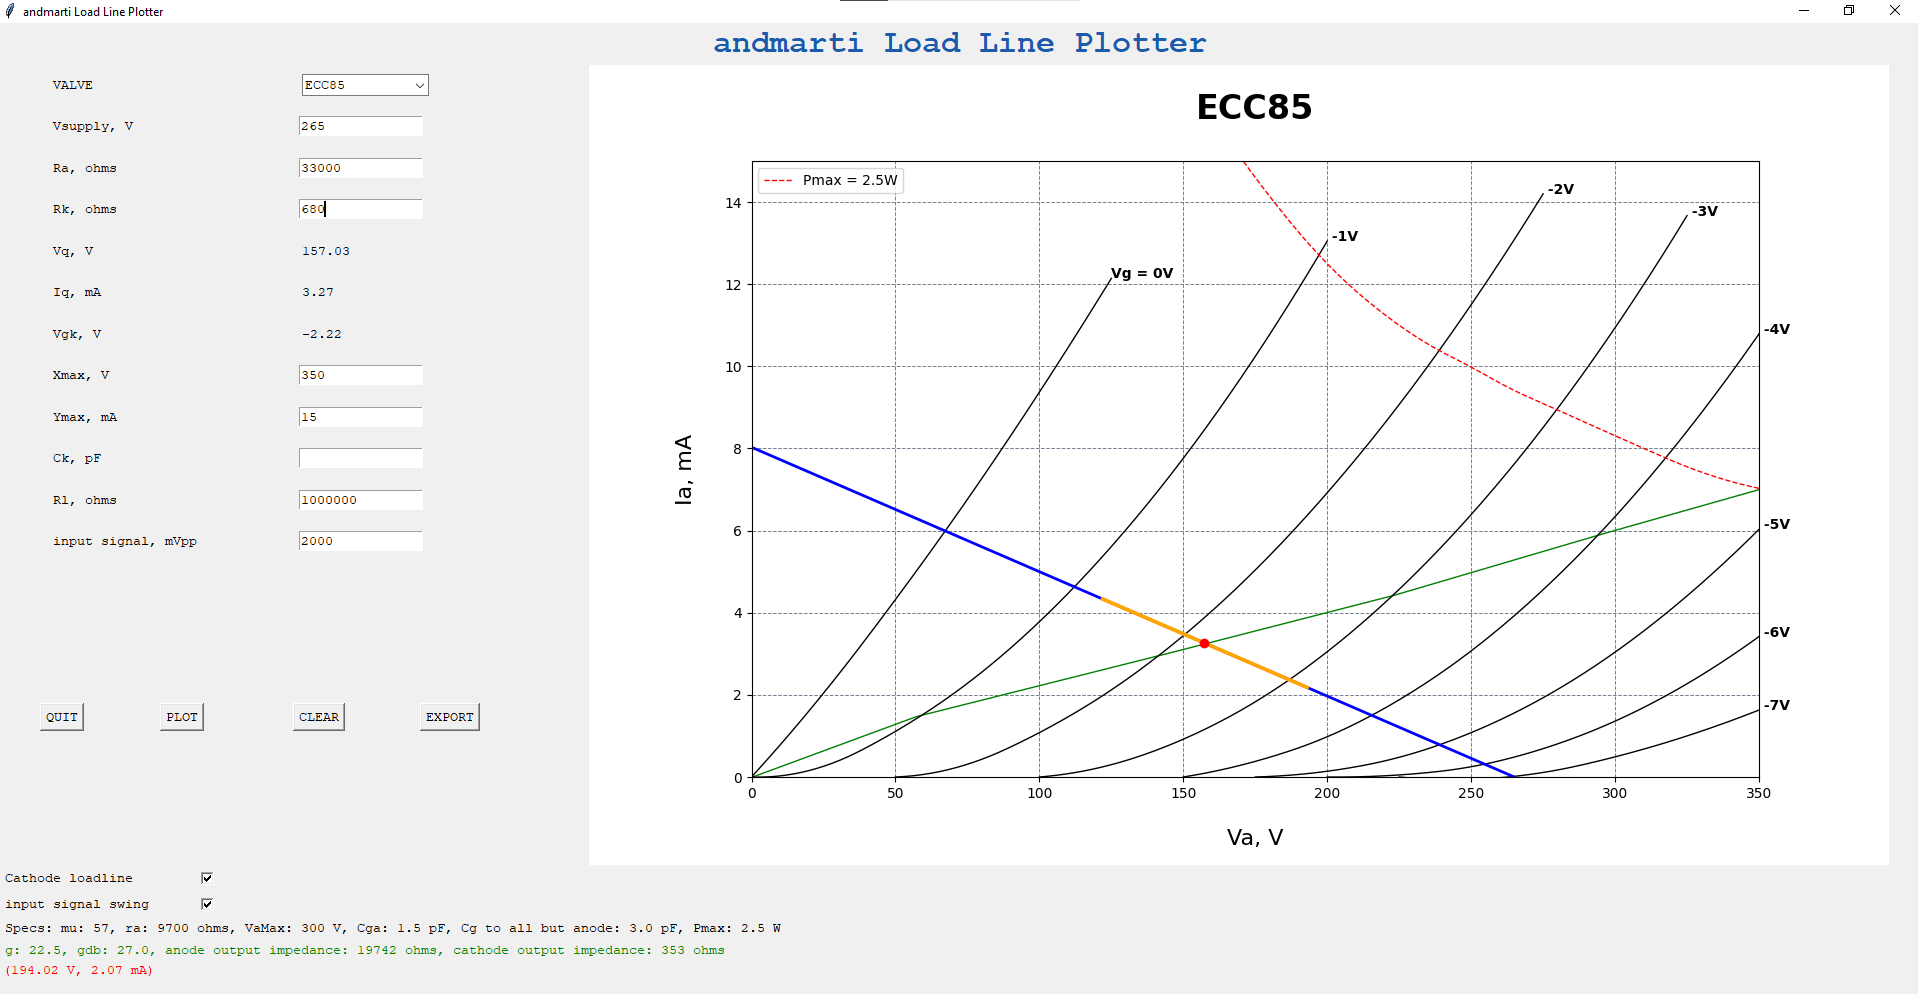 andmarti Load Line Plotter
andmarti Load Line Plotter
VALVE ECC85
Vsupply, V 265
Ra, ohms 33000
Rk, ohms 680
Vq, V 157.03
Iq, mA 3.27
Vgk, V -2.22
Xmax, V 350
Ymax, mA 15
Ck, pF
Rl, ohms 1000000
input signal, mVpp 2000
QUIT PLOT CLEAR EXPORT
ECC85
Pmax = 2.5W
Vg = 0V
-1V
-2V
-3V
-4V
-5V
-6V
-7V
14
12
10
8
6
4
2
0
Ia, mA
0 50 100 150 200 250 300 350
Va, V
Cathode loadline
input signal swing
Specs: mu: 57, ra: 9700 ohms, VaMax: 300 V, Cga: 1.5 pF, Cg to all but anode: 3.0 pF, Pmax: 2.5 W
g: 22.5, gdb: 27.0, anode output impedance: 19742 ohms, cathode output impedance: 353 ohms
(194.02 V, 2.07 mA)